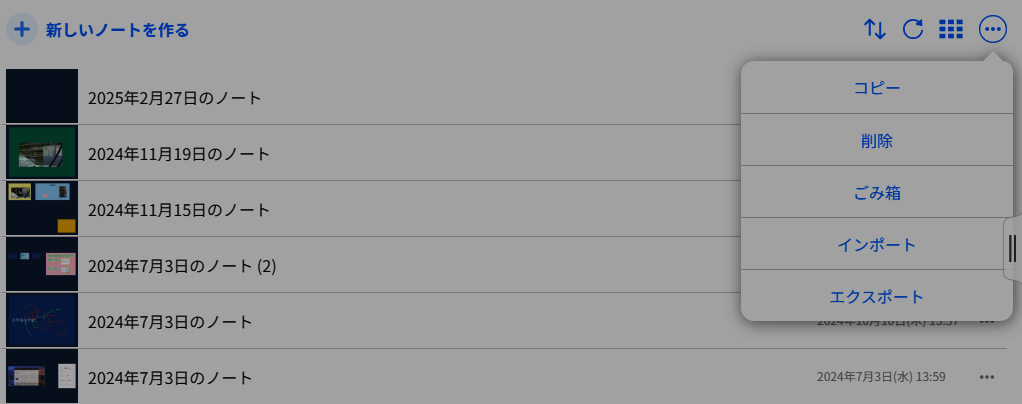 新しいノートを作る
2025年2月27日のノート
コピー
2024年11月19日のノート
削除
2024年11月15日のノート
ごみ箱
2024年7月3日のノート (2)
インポート
エクスポート
2024年7月3日のノート
2024年7月3日のノート
2024年7月3日(水) 13:59